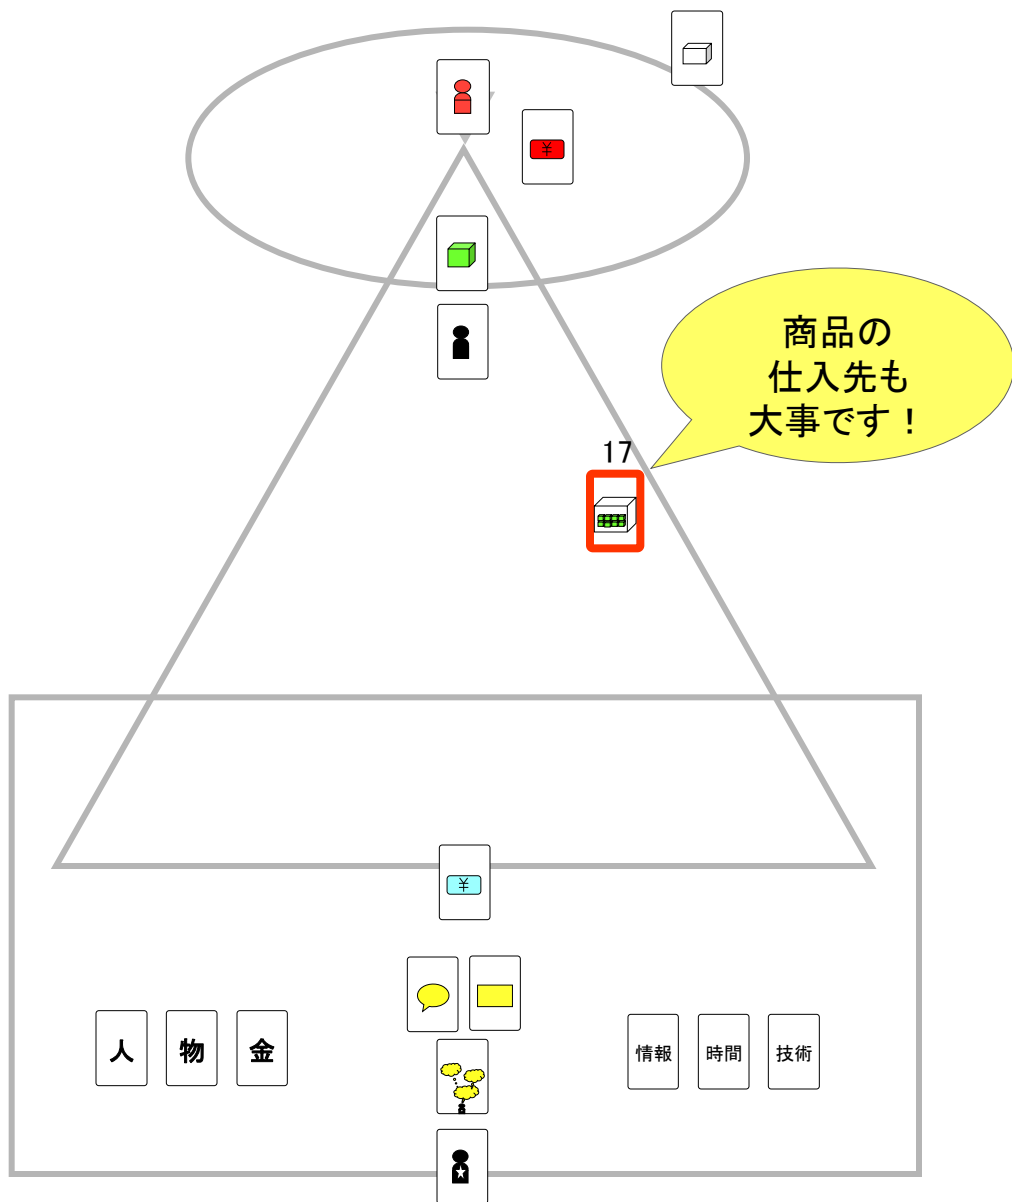 ¥
商品の
仕入先も
大事です！
17
¥
人 物 金
情報 時間 技術